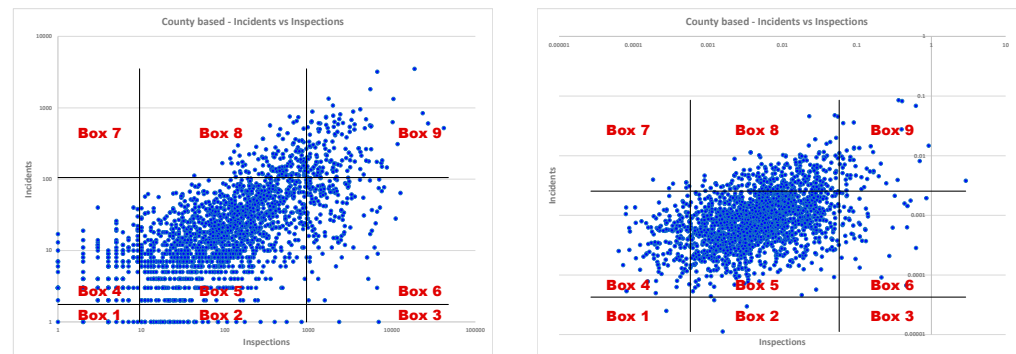 County based - Incidents vs Inspections
10000
1000
100
10
1
Incidents
Box 7
Box 8
Box 9
Box 4
Box 5
Box 6
Box 1
Box 2
Box 3
1
10
100
1000
10000
100000
Inspections
County based - Incidents vs Inspections
0.00001
0.0001
0.001
0.01
0.1
1
10
1
0.1
0.01
0.001
0.0001
0.00001
Incidents
Box 7
Box 8
Box 9
Box 4
Box 5
Box 6
Box 1
Box 2
Box 3
Inspections